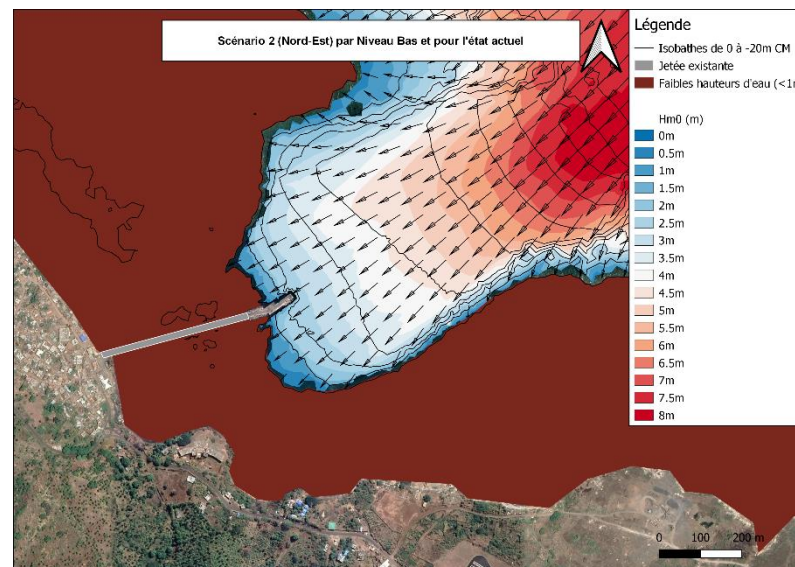 Scénario 2 (Nord-Est) par Niveau Bas et pour l'état actuel
Légende
Isobathes de 0 à -20m CM
Jetée existante
Faibles hauteurs d'eau (<1m
Hm0 (m)
0m
0.5m
1m
1.5m
2m
2.5m
3m
3.5m
4m
4.5m
5m
5.5m
6m
6.5m
7m
7.5m
8m
0 100 200 m